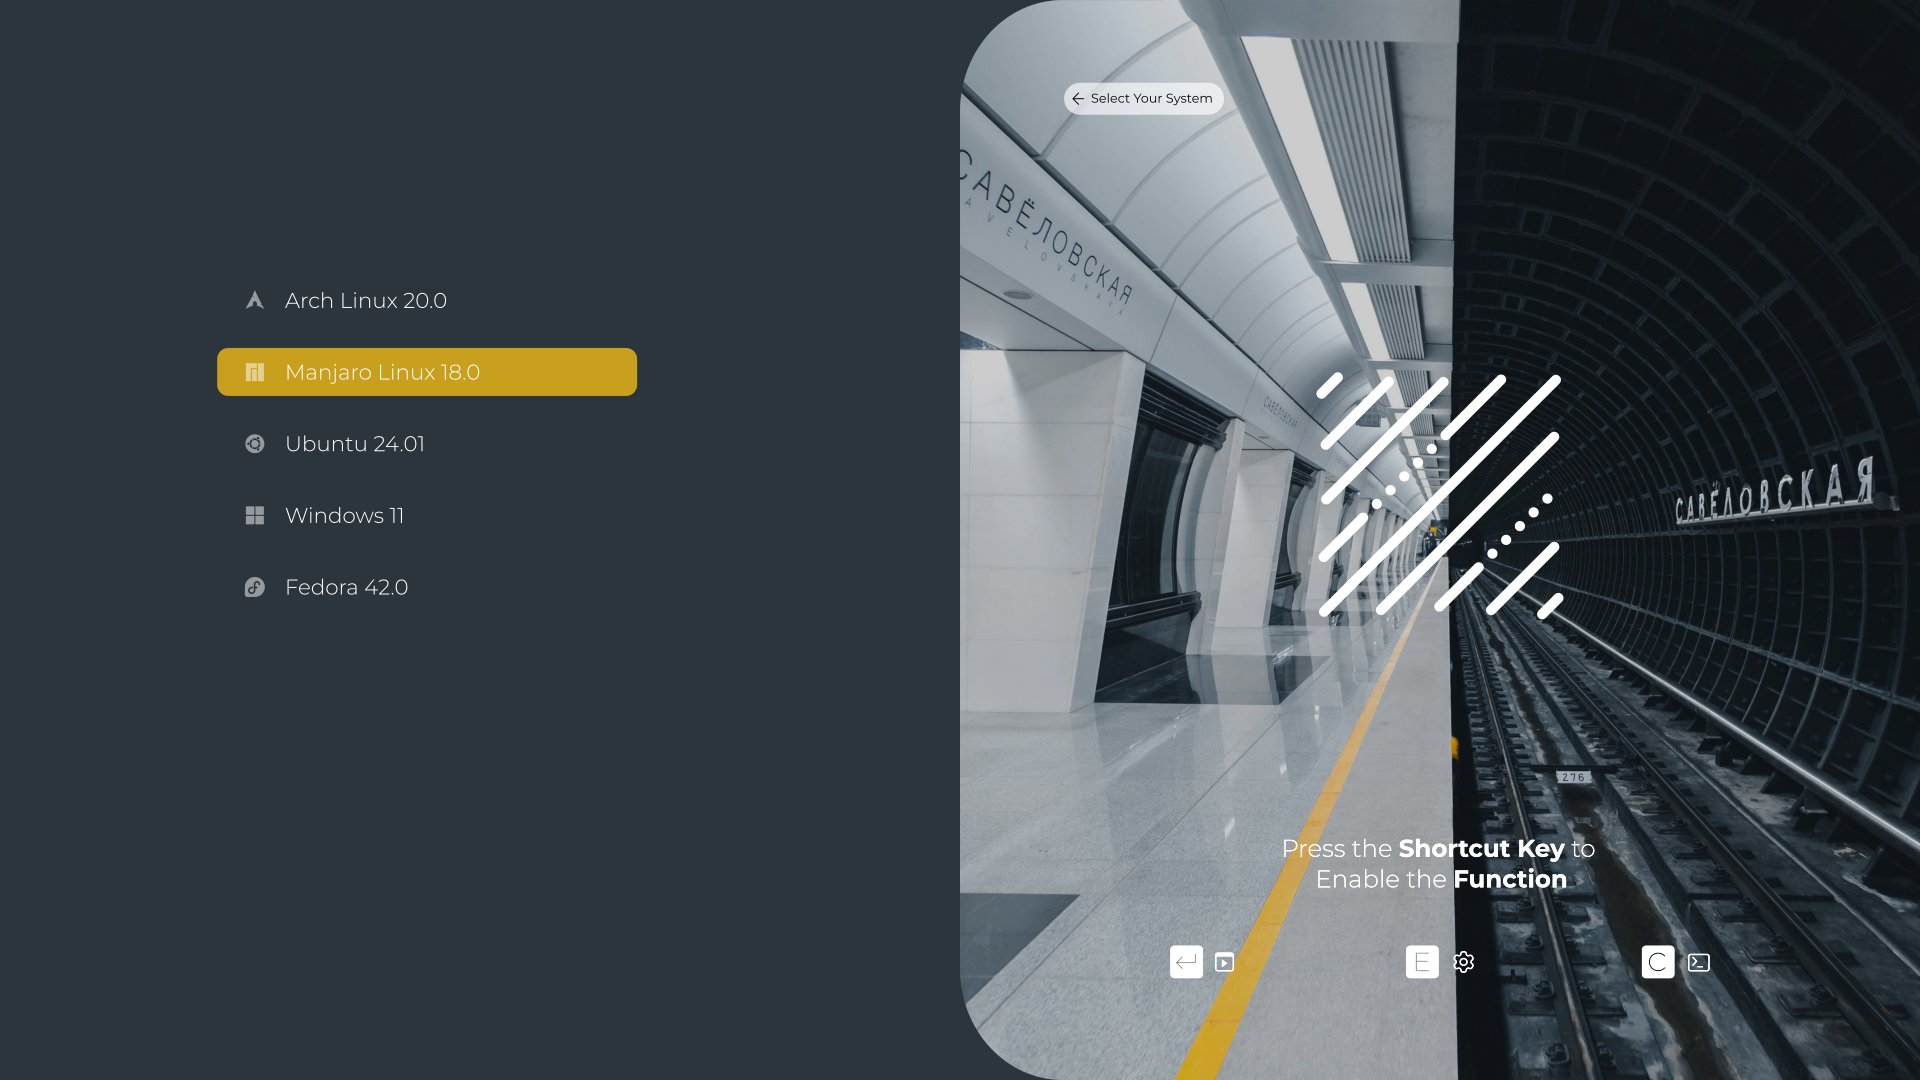 Arch Linux 20.0
Manjaro Linux 18.0
Ubuntu 24.01
Windows 11
Fedora 42.0
Select Your System
САВЁЛОВСКАЯ
SAVELOVSKAYA
САВЁЛОВСКАЯ
САВЁЛОВСКАЯ
276
Press the Shortcut Key to
Enable the Function
E
C